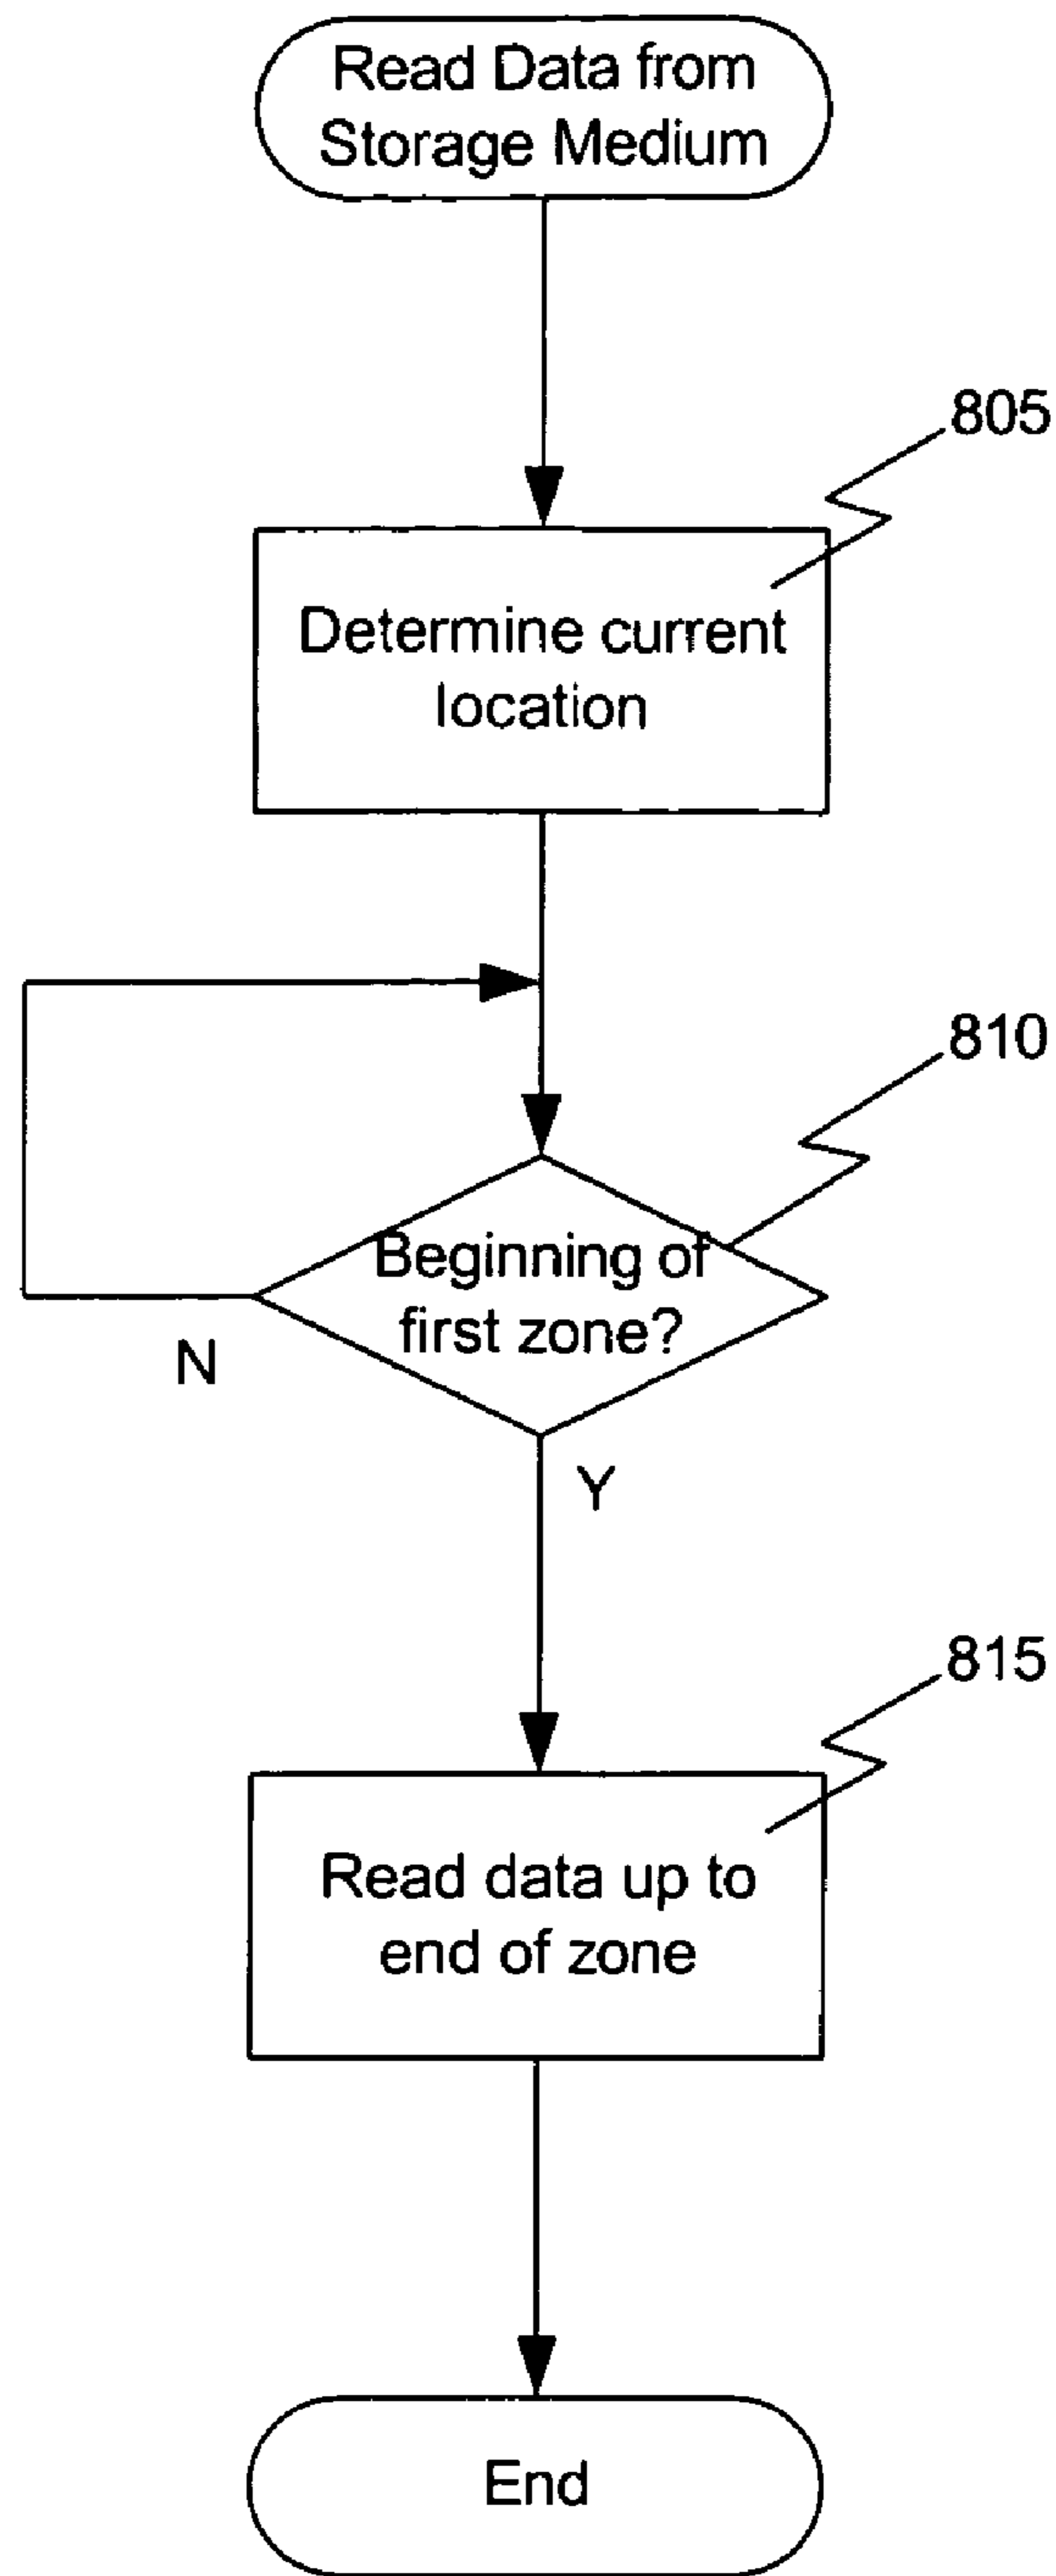 Read Data from
Storage Medium
805
Determine current
location
810
Beginning of
first zone?
N
Y
815
Read data up to
end of zone
End